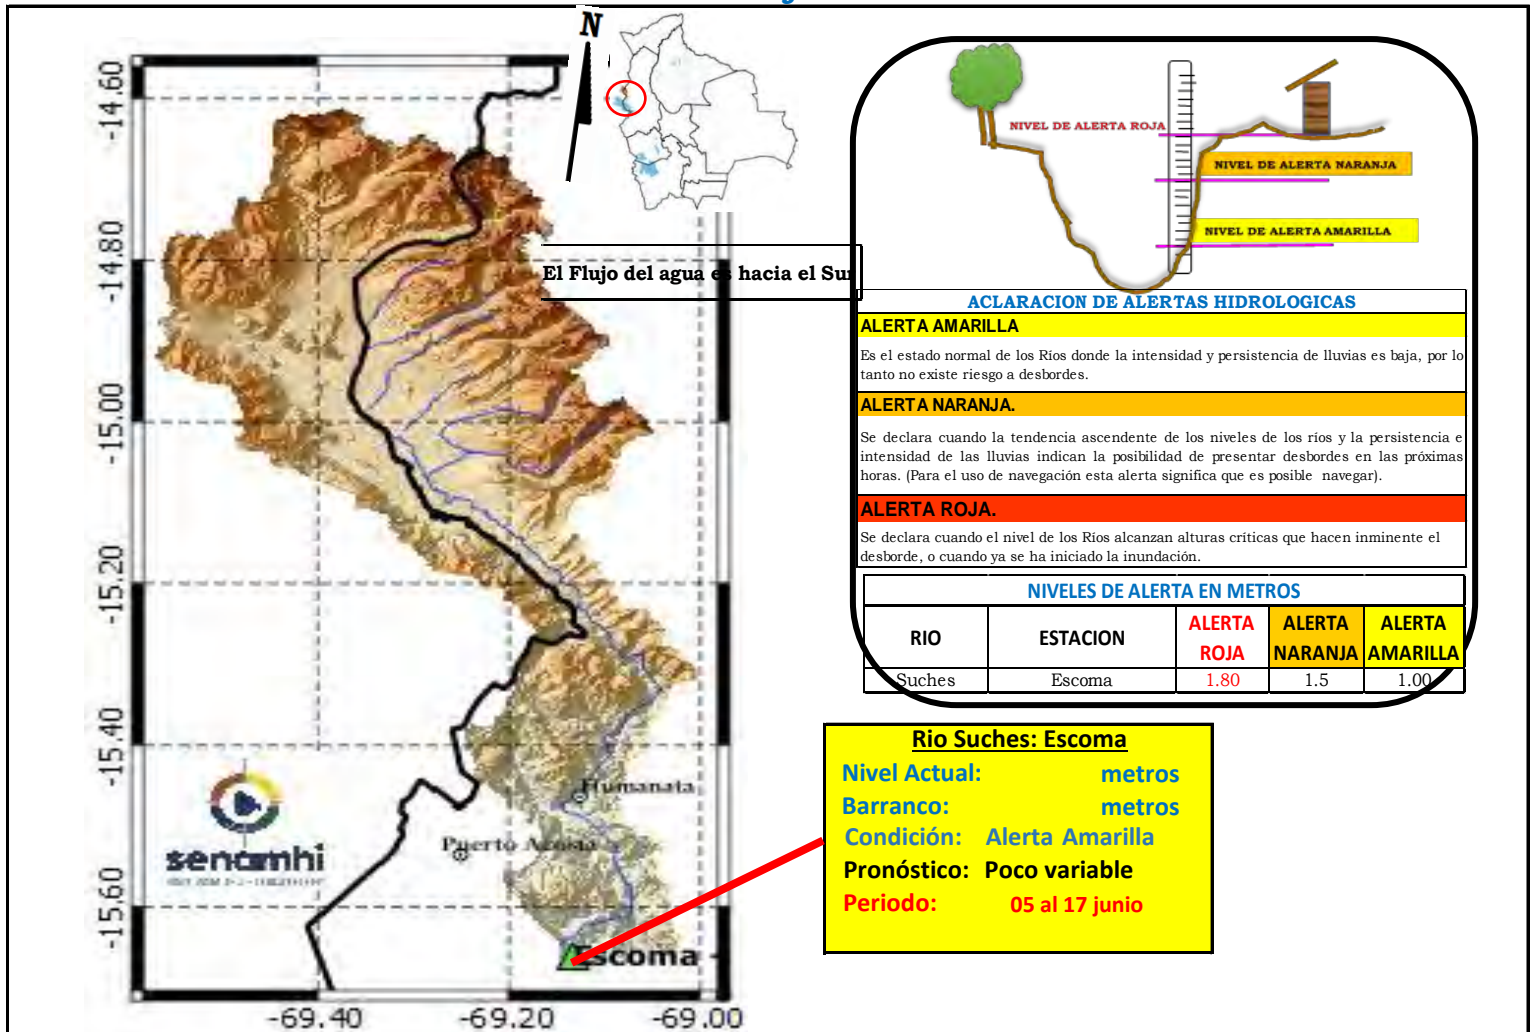 N
-14.60
-14.80
-15.00
-15.20
-15.40
-15.60
-69.40
-69.20
-69.00
El Flujo del agua es hacia el Sur
Humanata
Puerto Acosta
Escoma
senamhi
NIVEL DE ALERTA ROJA
NIVEL DE ALERTA NARANJA
NIVEL DE ALERTA AMARILLA
ACLARACION DE ALERTAS HIDROLOGICAS
ALERTA AMARILLA
Es el estado normal de los Ríos donde la intensidad y persistencia de lluvias es baja, por lo
tanto no existe riesgo a desbordes.
ALERTA NARANJA.
Se declara cuando la tendencia ascendente de los niveles de los ríos y la persistencia e
intensidad de las lluvias indican la posibilidad de presentar desbordes en las próximas
horas. (Para el uso de navegación esta alerta significa que es posible navegar).
ALERTA ROJA.
Se declara cuando el nivel de los Ríos alcanzan alturas críticas que hacen inminente el
desborde, o cuando ya se ha iniciado la inundación.
NIVELES DE ALERTA EN METROS
RIO ESTACION ALERTA ROJA ALERTA NARANJA ALERTA AMARILLA
Suches Escoma 1.80 1.5 1.00
Rio Suches: Escoma
Nivel Actual: metros
Barranco: metros
Condición: Alerta Amarilla
Pronóstico: Poco variable
Periodo: 05 al 17 junio